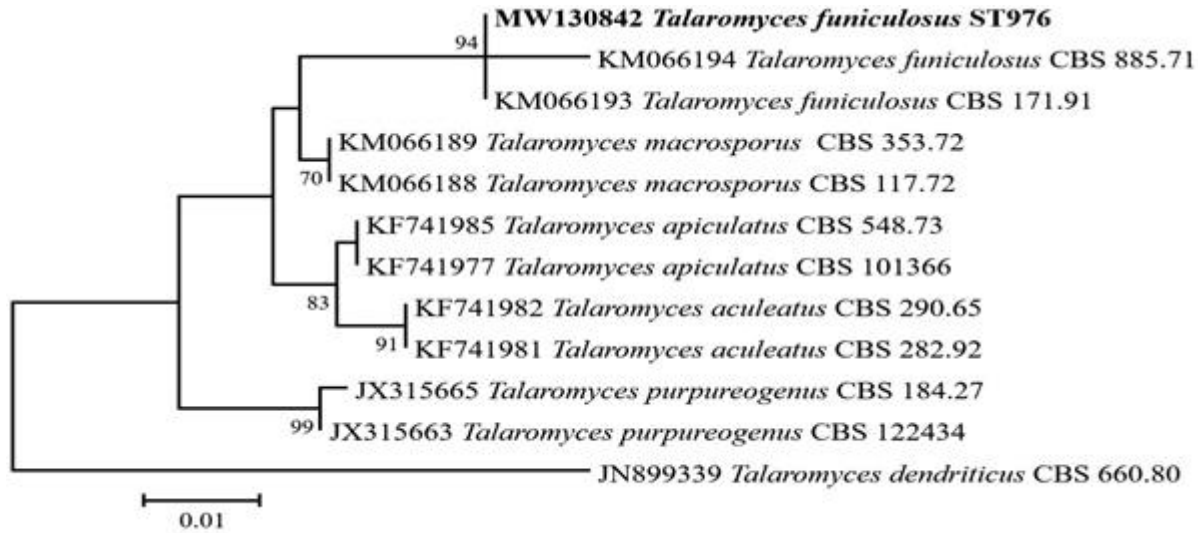 MW130842 Talaromyces funiculosus ST976
94
KM066194 Talaromyces funiculosus CBS 885.71
KM066193 Talaromyces funiculosus CBS 171.91
KM066189 Talaromyces macrosporus CBS 353.72
70
KM066188 Talaromyces macrosporus CBS 117.72
KF741985 Talaromyces apiculatus CBS 548.73
KF741977 Talaromyces apiculatus CBS 101366
83
KF741982 Talaromyces aculeatus CBS 290.65
91
KF741981 Talaromyces aculeatus CBS 282.92
JX315665 Talaromyces purpureogenus CBS 184.27
99
JX315663 Talaromyces purpureogenus CBS 122434
JN899339 Talaromyces dendriticus CBS 660.80
0.01